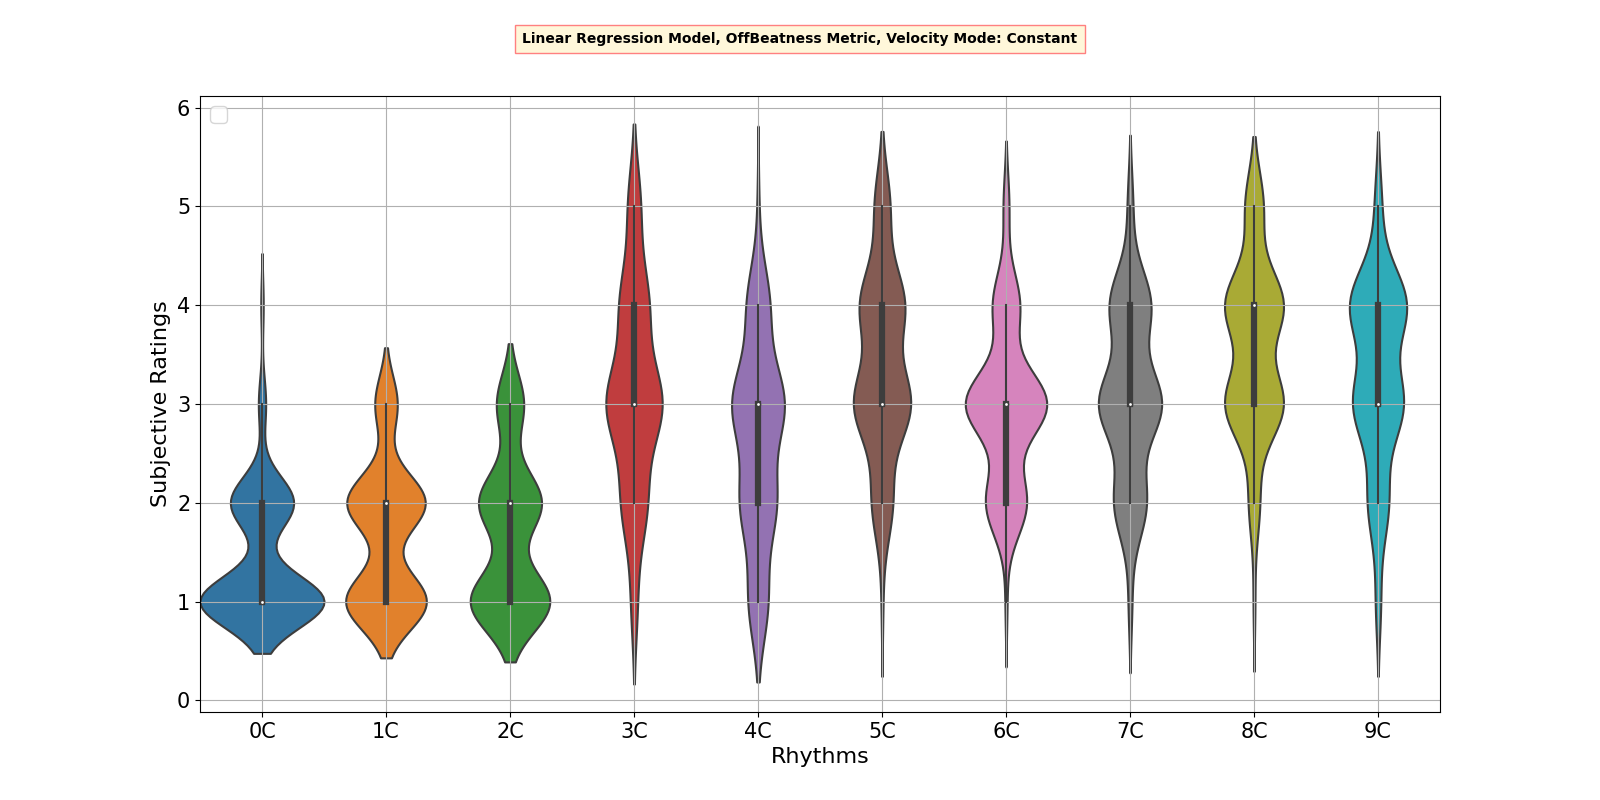 Linear Regression Model, OffBeatness Metric, Velocity Mode: Constant
6
5
4
3
2
1
0
Subjective Ratings
0C 1C 2C 3C 4C 5C 6C 7C 8C 9C
Rhythms